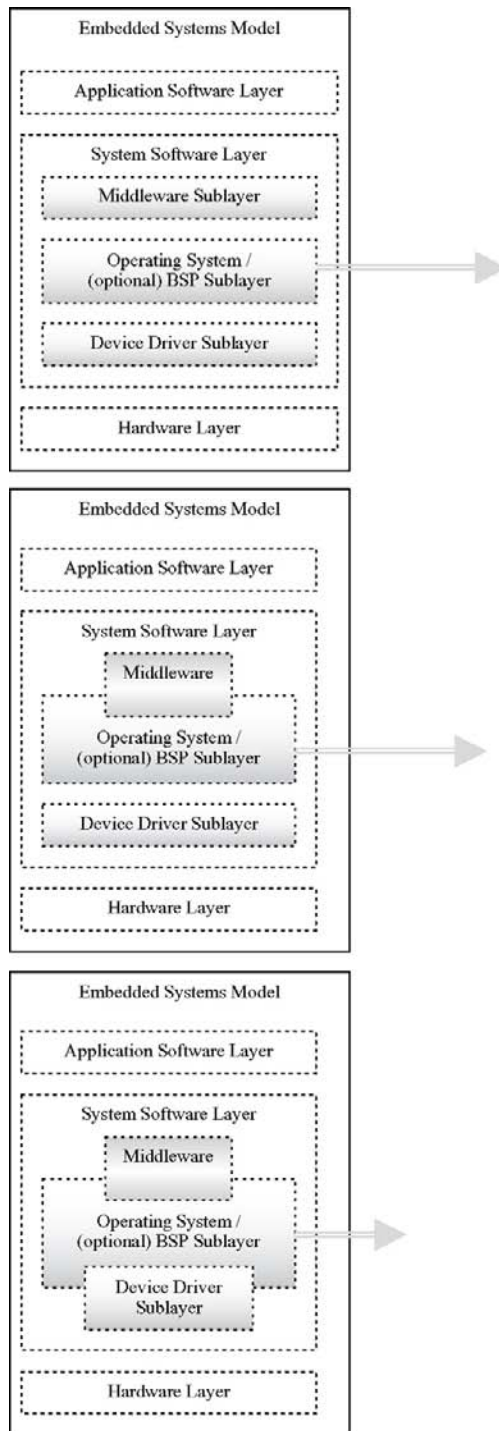 Embedded Systems Model
Application Software Layer
System Software Layer
Middleware Sublayer
Operating System /
(optional) BSP Sublayer
Device Driver Sublayer
Hardware Layer
Embedded Systems Model
Application Software Layer
System Software Layer
Middleware
Operating System /
(optional) BSP Sublayer
Device Driver Sublayer
Hardware Layer
Embedded Systems Model
Application Software Layer
System Software Layer
Middleware
Operating System /
(optional) BSP Sublayer
Device Driver
Sublayer
Hardware Layer